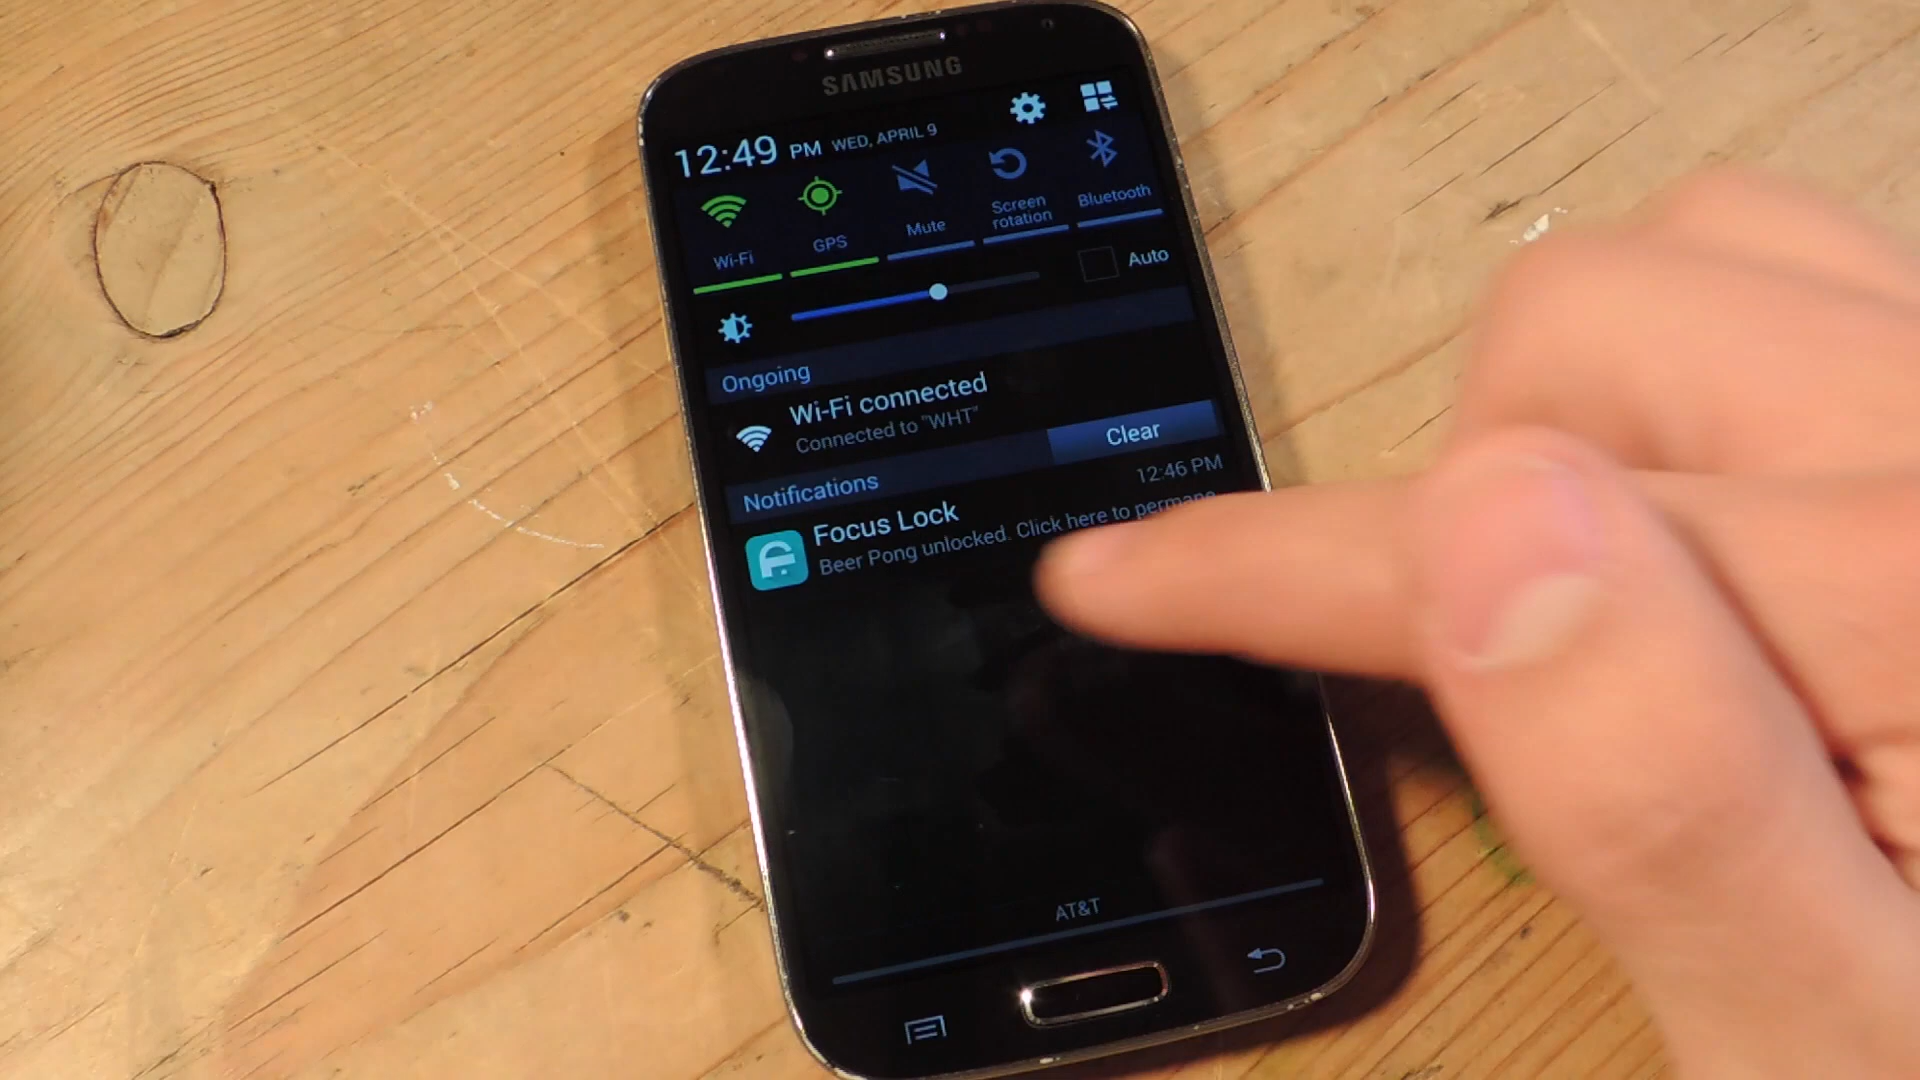 SAMSUNG
12:49 PM WED, APRIL 9
Wi-Fi
GPS
Mute
Screen
rotation
Bluetooth
Auto
Ongoing
Wi-Fi connected
Connected to "WHT"
Clear
Notifications
12:46 PM
Focus Lock
Beer Pong unlocked. Click here to permane
AT&T